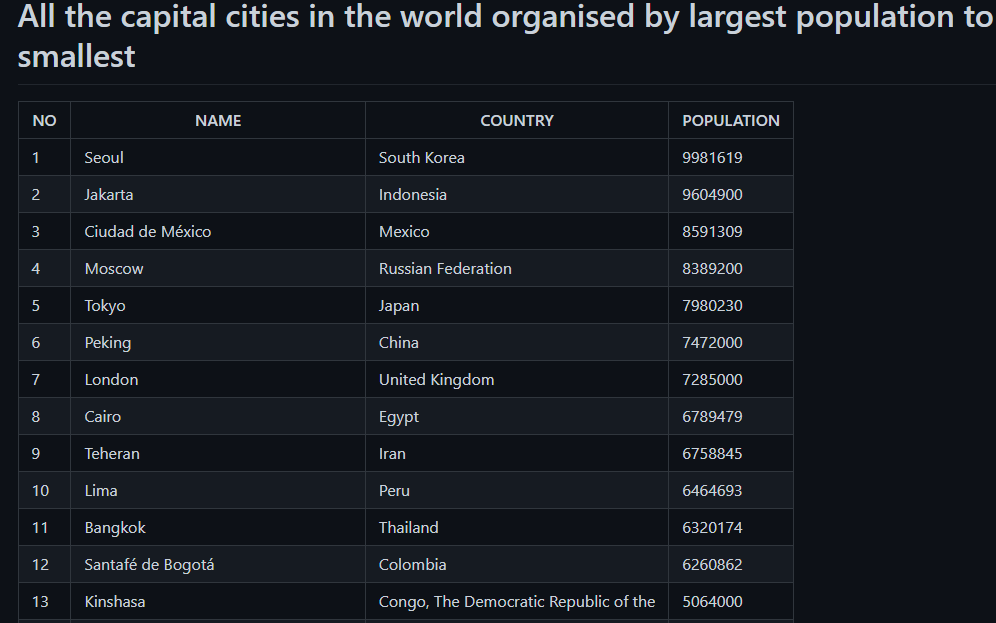 All the capital cities in the world organised by largest population to
smallest
NO NAME COUNTRY POPULATION
1 Seoul South Korea 9981619
2 Jakarta Indonesia 9604900
3 Ciudad de México Mexico 8591309
4 Moscow Russian Federation 8389200
5 Tokyo Japan 7980230
6 Peking China 7472000
7 London United Kingdom 7285000
8 Cairo Egypt 6789479
9 Teheran Iran 6758845
10 Lima Peru 6464693
11 Bangkok Thailand 6320174
12 Santafé de Bogotá Colombia 6260862
13 Kinshasa Congo, The Democratic Republic of the 5064000